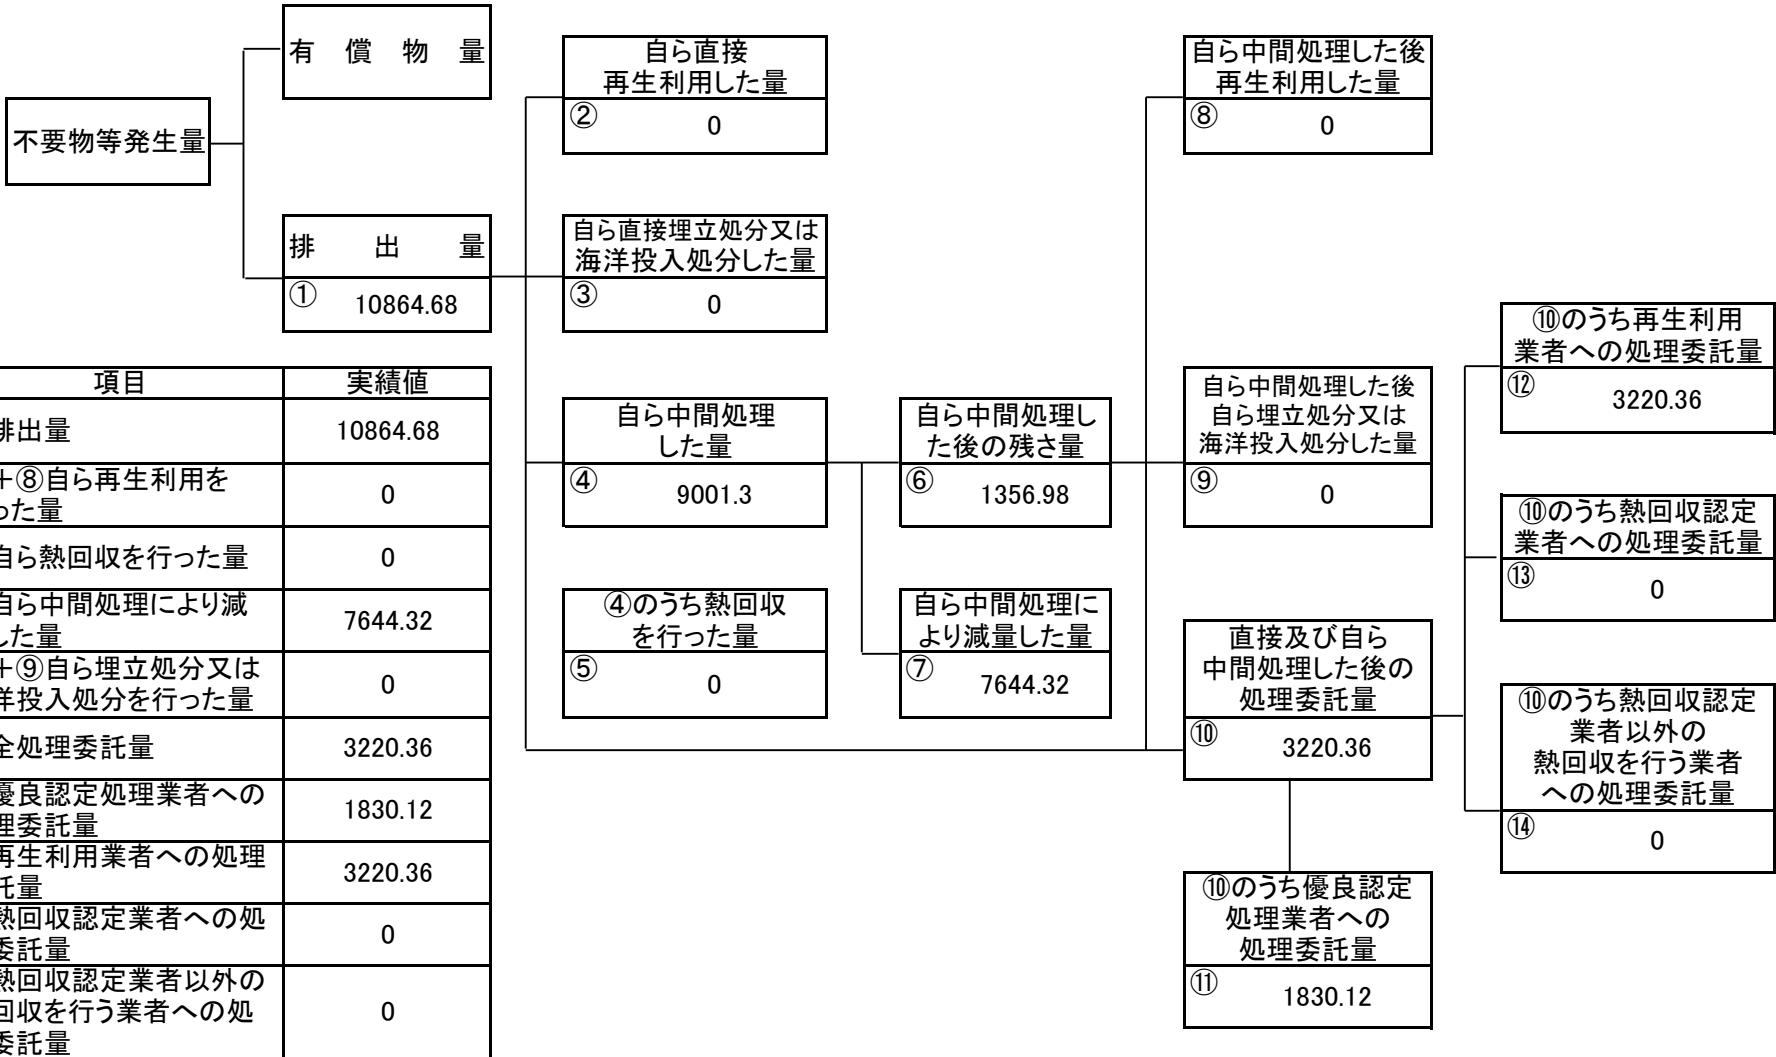 有償物量
不要物等発生量
排出量
① 10864.68
自ら直接
再生利用した量
② 0
自ら直接埋立処分又は
海洋投入処分した量
③ 0
自ら中間処理
した量
④ 9001.3
④のうち熱回収
を行った量
⑤ 0
自ら中間処理し
た後の残さ量
⑥ 1356.98
自ら中間処理に
より減量した量
⑦ 7644.32
自ら中間処理した後
再生利用した量
⑧ 0
自ら中間処理した後
自ら埋立処分又は
海洋投入処分した量
⑨ 0
直接及び自ら
中間処理した後の
処理委託量
⑩ 3220.36
⑩のうち優良認定
処理業者への
処理委託量
⑪ 1830.12
⑩のうち再生利用
業者への処理委託量
⑫ 3220.36
⑩のうち熱回収認定
業者への処理委託量
⑬ 0
⑩のうち熱回収認定
業者以外の
熱回収を行う業者
への処理委託量
⑭ 0
項目 実績値
排出量 10864.68
+⑧自ら再生利用を
った量 0
自ら熱回収を行った量 0
自ら中間処理により減
した量 7644.32
+⑨自ら埋立処分又は
洋投入処分を行った量 0
全処理委託量 3220.36
優良認定処理業者への
理委託量 1830.12
再生利用業者への処理
託量 3220.36
熱回収認定業者への処
委託量 0
熱回収認定業者以外の
回収を行う業者への処
委託量 0